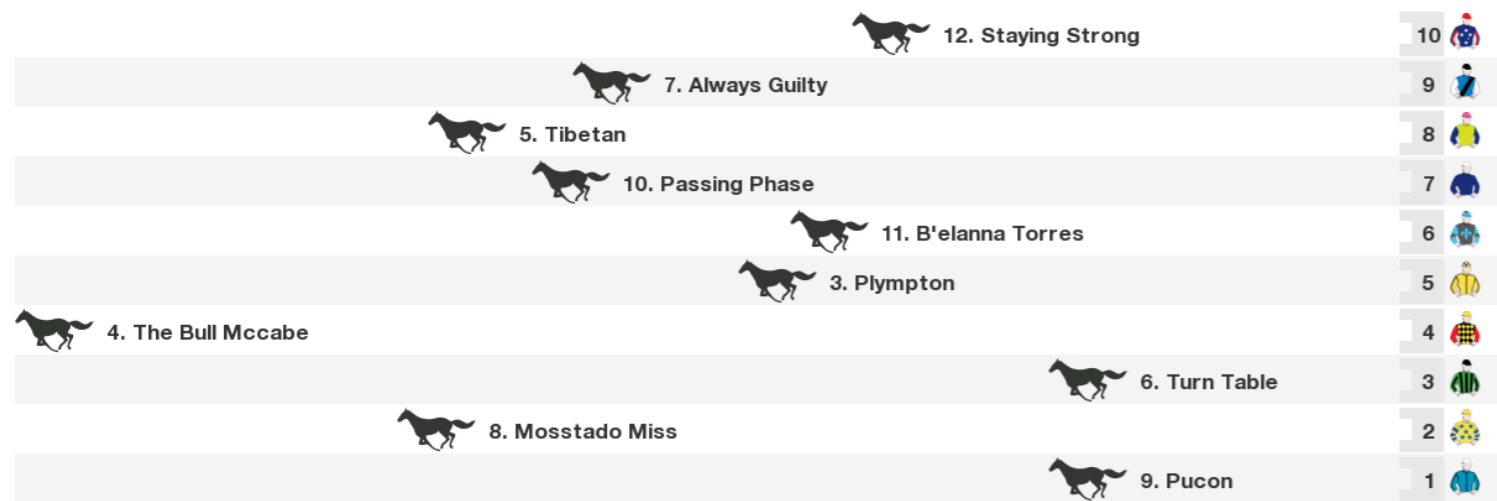 12. Staying Strong 10
7. Always Guilty 9
5. Tibetan 8
10. Passing Phase 7
11. B'elanna Torres 6
3. Plympton 5
4. The Bull Mccabe 4
6. Turn Table 3
8. Mosstado Miss 2
9. Pucon 1